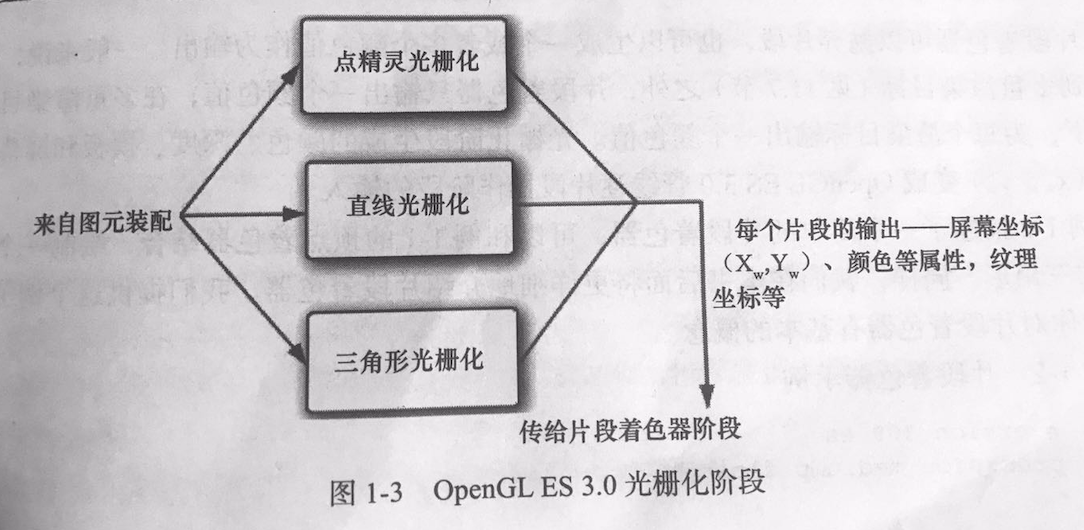 点精灵光栅化
来自图元装配
直线光栅化
每个片段的输出——屏幕坐标
（Xw,Yw）、颜色等属性，纹理
坐标等
三角形光栅化
传给片段着色器阶段
图 1-3 OpenGL ES 3.0 光栅化阶段